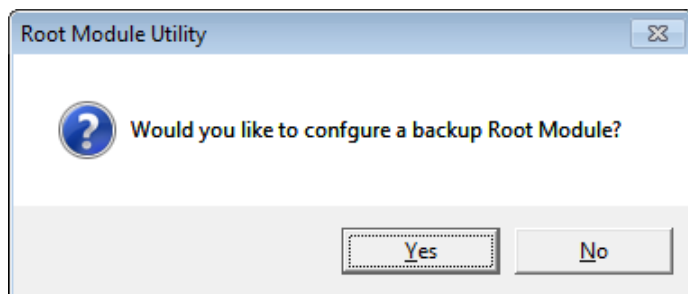 Root Module Utility
Would you like to confgure a backup Root Module?
Yes
No